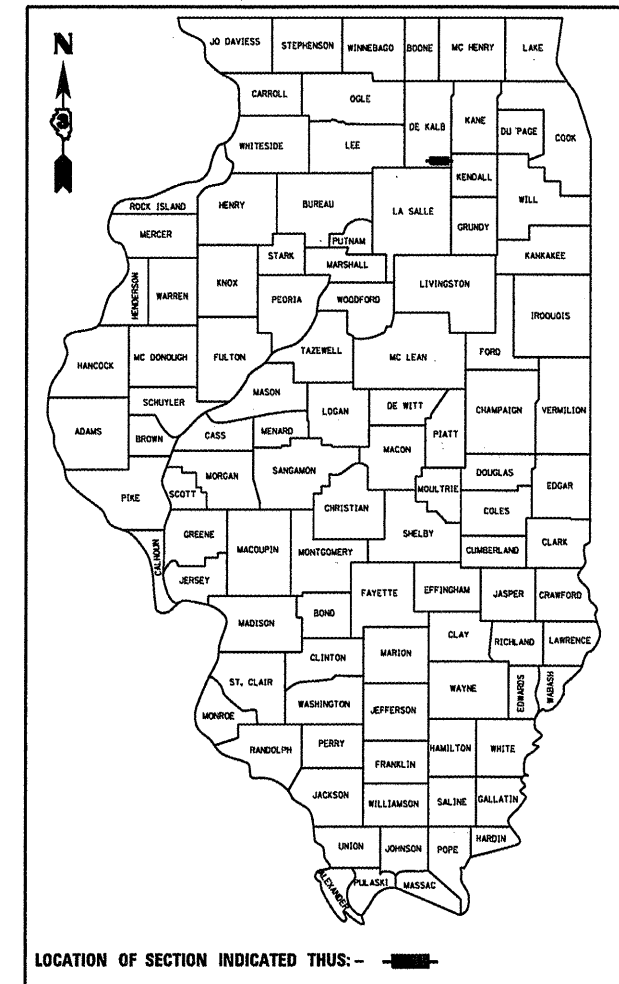 JO DAVIESS STEPHENSON WINNEBAGO BOONE MC HENRY LAKE
N
CARROLL OGLE
DE KALB KANE DU PAGE COOK
3
WHITESIDE LEE
KENDALL
WILL
HENRY BUREAU LA SALLE
ROCK ISLAND
MERCER GRUNDY
PUTNAM
STARK MARSHALL KANKAKEE
HENDERSON WARREN KNOX PEORIA WOODFORD LIVINGSTON
IROQUOIS
HANCOCK MC DONOUGH FULTON TAZEWELL MC LEAN FORD
MASON
SCHUYLER LOGAN DE WITT CHAMPAIGN VERMILION
ADAMS BROWN CASS MENARD PIATT
MACON
MORGAN SANGAMON DOUGLAS EDGAR
PIKE SCOTT MOULTRIE
CHRISTIAN COLES
SHELBY
GREENE MACOUPIN MONTGOMERY CUMBERLAND CLARK
CALHOUN
JERSEY FAYETTE EFFINGHAM JASPER CRAWFORD
BOND
MADISON CLAY RICHLAND LAWRENCE
MARION
CLINTON
ST. CLAIR WAYNE EDWARDS WABASH
WASHINGTON JEFFERSON
MONROE
RANDOLPH PERRY HAMILTON WHITE
FRANKLIN
JACKSON WILLIAMSON SALINE GALLATIN
HARDIN
UNION JOHNSON POPE
ALEXANDER PULASKI MASSAC
LOCATION OF SECTION INDICATED THUS: -